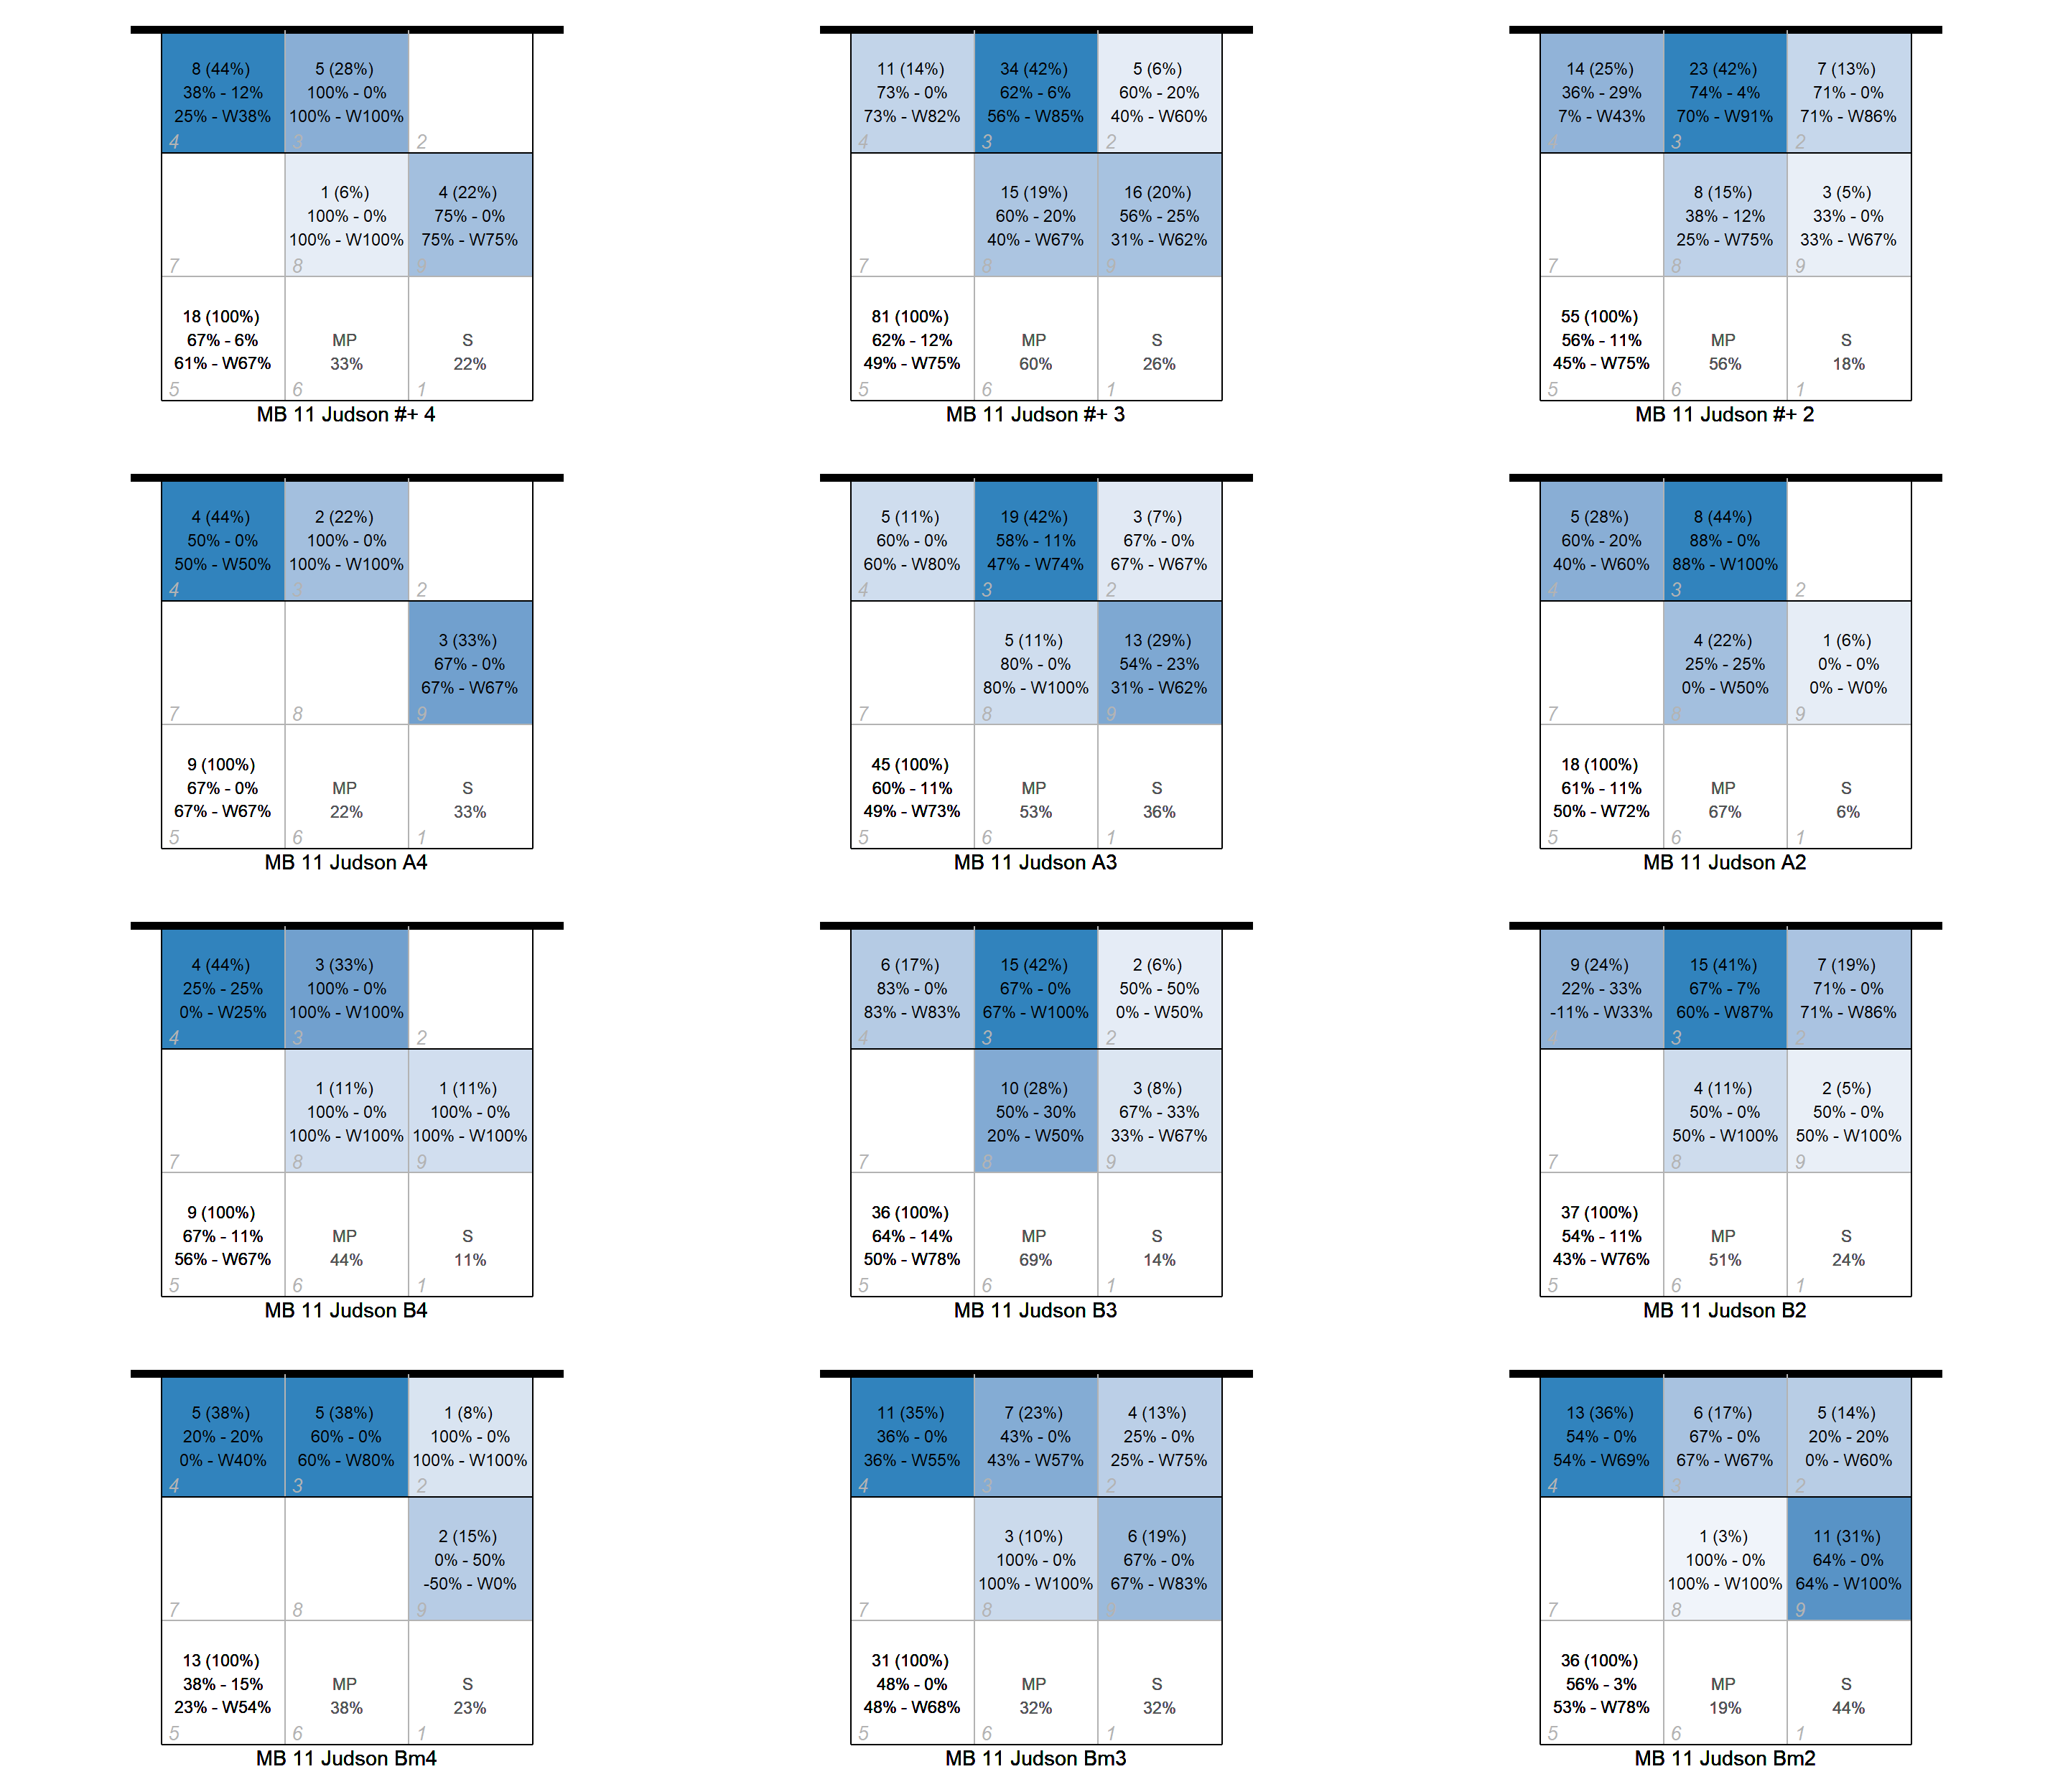 8 (44%)
38% - 12%
25% - W38%
4
5 (28%)
100% - 0%
100% - W100%
3
2
7
1 (6%)
100% - 0%
100% - W100%
8
4 (22%)
75% - 0%
75% - W75%
9
18 (100%)
67% - 6%
61% - W67%
5
MP
33%
6
S
22%
1
MB 11 Judson #+ 4
11 (14%)
73% - 0%
73% - W82%
4
34 (42%)
62% - 6%
56% - W85%
3
5 (6%)
60% - 20%
40% - W60%
2
7
15 (19%)
60% - 20%
40% - W67%
8
16 (20%)
56% - 25%
31% - W62%
9
81 (100%)
62% - 12%
49% - W75%
5
MP
60%
6
S
26%
1
MB 11 Judson #+ 3
14 (25%)
36% - 29%
7% - W43%
4
23 (42%)
74% - 4%
70% - W91%
3
7 (13%)
71% - 0%
71% - W86%
2
7
8 (15%)
38% - 12%
25% - W75%
8
3 (5%)
33% - 0%
33% - W67%
9
55 (100%)
56% - 11%
45% - W75%
5
MP
56%
6
S
18%
1
MB 11 Judson #+ 2
4 (44%)
50% - 0%
50% - W50%
4
2 (22%)
100% - 0%
100% - W100%
3
2
7
8
3 (33%)
67% - 0%
67% - W67%
9
9 (100%)
67% - 0%
67% - W67%
5
MP
22%
6
S
33%
1
MB 11 Judson A4
5 (11%)
60% - 0%
60% - W80%
4
19 (42%)
58% - 11%
47% - W74%
3
3 (7%)
67% - 0%
67% - W67%
2
7
5 (11%)
80% - 0%
80% - W100%
8
13 (29%)
54% - 23%
31% - W62%
9
45 (100%)
60% - 11%
49% - W73%
5
MP
53%
6
S
36%
1
MB 11 Judson A3
5 (28%)
60% - 20%
40% - W60%
4
8 (44%)
88% - 0%
88% - W100%
3
2
7
4 (22%)
25% - 25%
0% - W50%
8
1 (6%)
0% - 0%
0% - W0%
9
18 (100%)
61% - 11%
50% - W72%
5
MP
67%
6
S
6%
1
MB 11 Judson A2
4 (44%)
25% - 25%
0% - W25%
4
3 (33%)
100% - 0%
100% - W100%
3
2
7
1 (11%)
100% - 0%
100% - W100%
8
1 (11%)
100% - 0%
100% - W100%
9
9 (100%)
67% - 11%
56% - W67%
5
MP
44%
6
S
11%
1
MB 11 Judson B4
6 (17%)
83% - 0%
83% - W83%
4
15 (42%)
67% - 0%
67% - W100%
3
2 (6%)
50% - 50%
0% - W50%
2
7
10 (28%)
50% - 30%
20% - W50%
8
3 (8%)
67% - 33%
33% - W67%
9
36 (100%)
64% - 14%
50% - W78%
5
MP
69%
6
S
14%
1
MB 11 Judson B3
9 (24%)
22% - 33%
-11% - W33%
4
15 (41%)
67% - 7%
60% - W87%
3
7 (19%)
71% - 0%
71% - W86%
2
7
4 (11%)
50% - 0%
50% - W100%
8
2 (5%)
50% - 0%
50% - W100%
9
37 (100%)
54% - 11%
43% - W76%
5
MP
51%
6
S
24%
1
MB 11 Judson B2
5 (38%)
20% - 20%
0% - W40%
4
5 (38%)
60% - 0%
60% - W80%
3
1 (8%)
100% - 0%
100% - W100%
2
7
8
2 (15%)
0% - 50%
-50% - W0%
9
13 (100%)
38% - 15%
23% - W54%
5
MP
38%
6
S
23%
1
MB 11 Judson Bm4
11 (35%)
36% - 0%
36% - W55%
4
7 (23%)
43% - 0%
43% - W57%
3
4 (13%)
25% - 0%
25% - W75%
2
7
3 (10%)
100% - 0%
100% - W100%
8
6 (19%)
67% - 0%
67% - W83%
9
31 (100%)
48% - 0%
48% - W68%
5
MP
32%
6
S
32%
1
MB 11 Judson Bm3
13 (36%)
54% - 0%
54% - W69%
4
6 (17%)
67% - 0%
67% - W67%
3
5 (14%)
20% - 20%
0% - W60%
2
7
1 (3%)
100% - 0%
100% - W100%
8
11 (31%)
64% - 0%
64% - W100%
9
36 (100%)
56% - 3%
53% - W78%
5
MP
19%
6
S
44%
1
MB 11 Judson Bm2